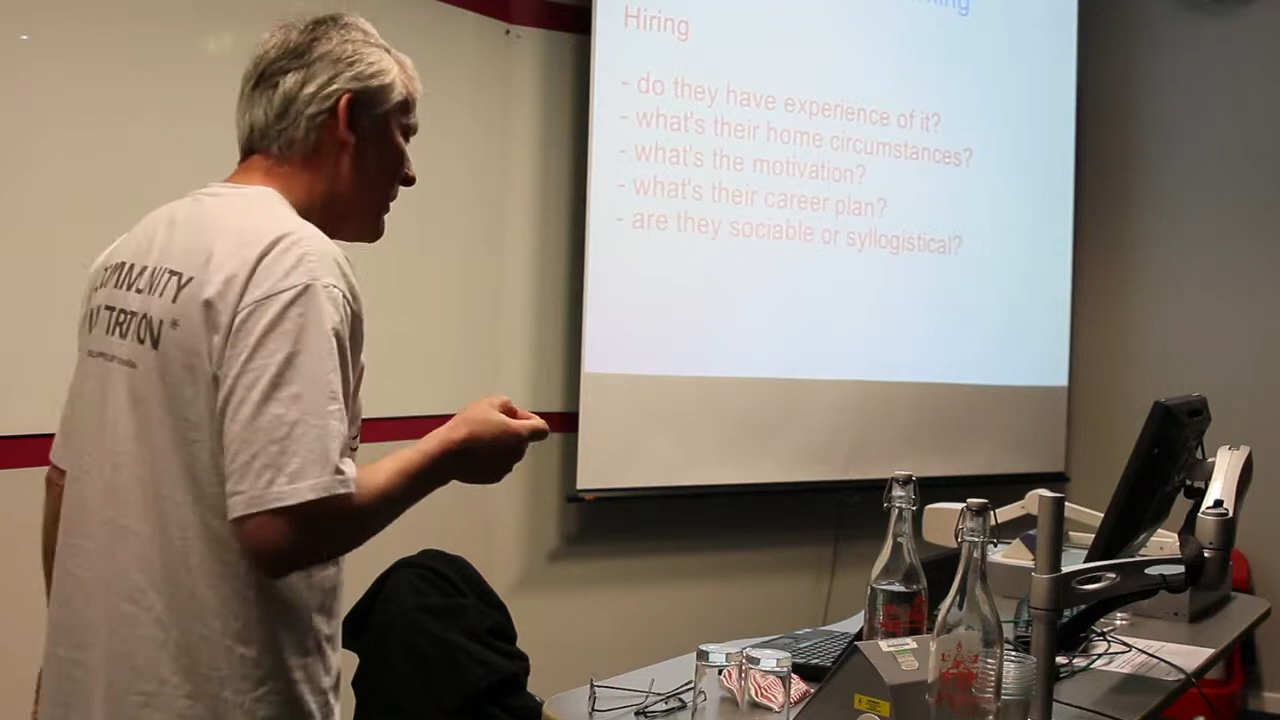 Hiring
- do they have experience of it?
- what's their home circumstances?
- what's the motivation?
- what's their career plan?
- are they sociable or syllogistical?
COMMUNITY
NUTRITION*